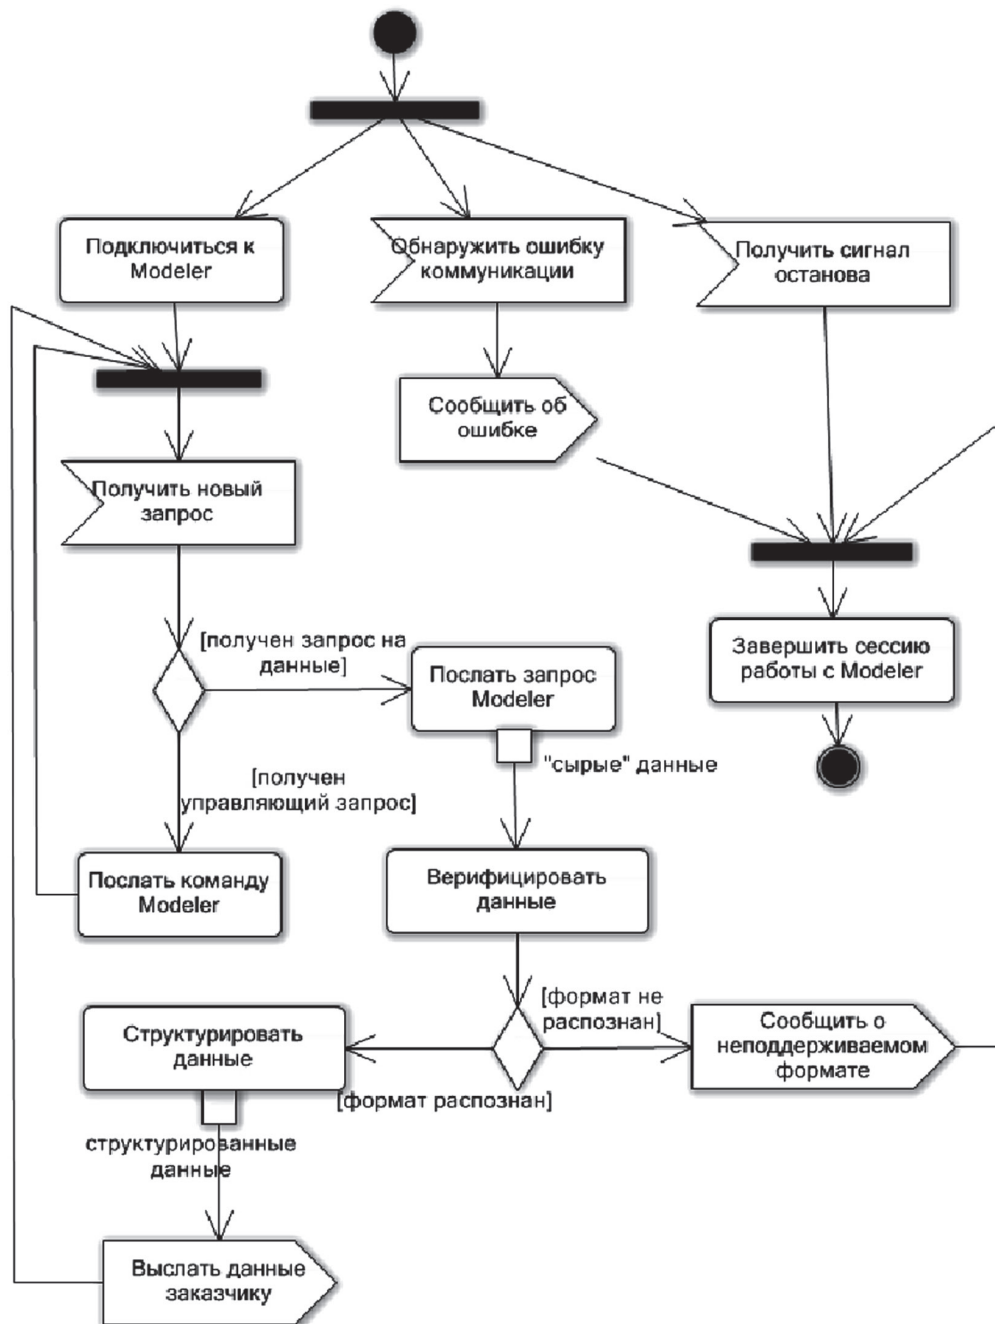 Подключиться к
Modeler
Обнаружить ошибку
коммуникации
Получить сигнал
останова
Сообщить об
ошибке
Получить новый
запрос
[получен запрос на
данные]
Послать запрос
Modeler
Завершить сессию
работы с Modeler
"сырые" данные
[получен
управляющий запрос]
Послать команду
Modeler
Верифицировать
данные
[формат не
распознан]
Структурировать
данные
Сообщить о
неподдерживаемом
формате
[формат распознан]
структурированные
данные
Выслать данные
заказчику